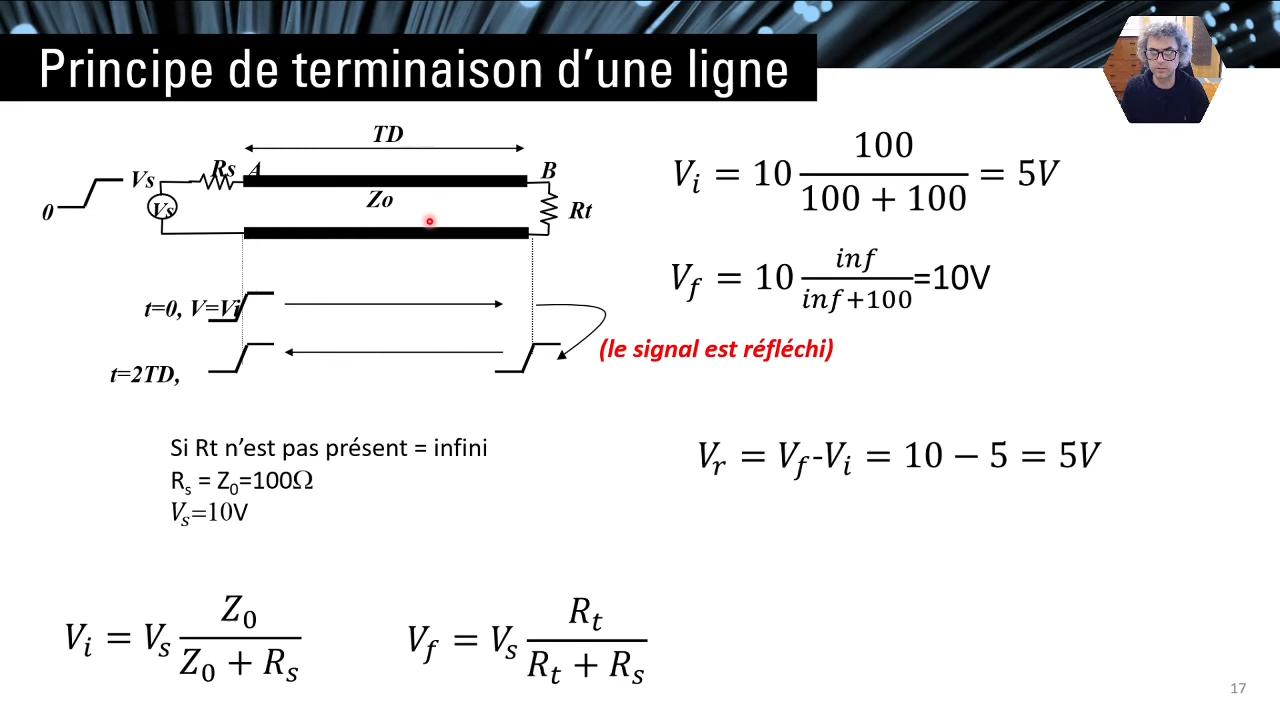 Principe de terminaison d’une ligne
TD
Rs A
B
Vs
0
Vs
Zo
Rt
t=0, V=Vi
(le signal est réfléchi)
t=2TD,
Si Rt n’est pas présent = infini
Rs = Z0=100Ω
Vs=10V
Vi = Vs Z0 / (Z0 + Rs)
Vf = Vs Rt / (Rt + Rs)
Vi = 10 100 / (100 + 100) = 5V
Vf = 10 inf / (inf+100) =10V
Vr = Vf-Vi = 10 − 5 = 5V
17